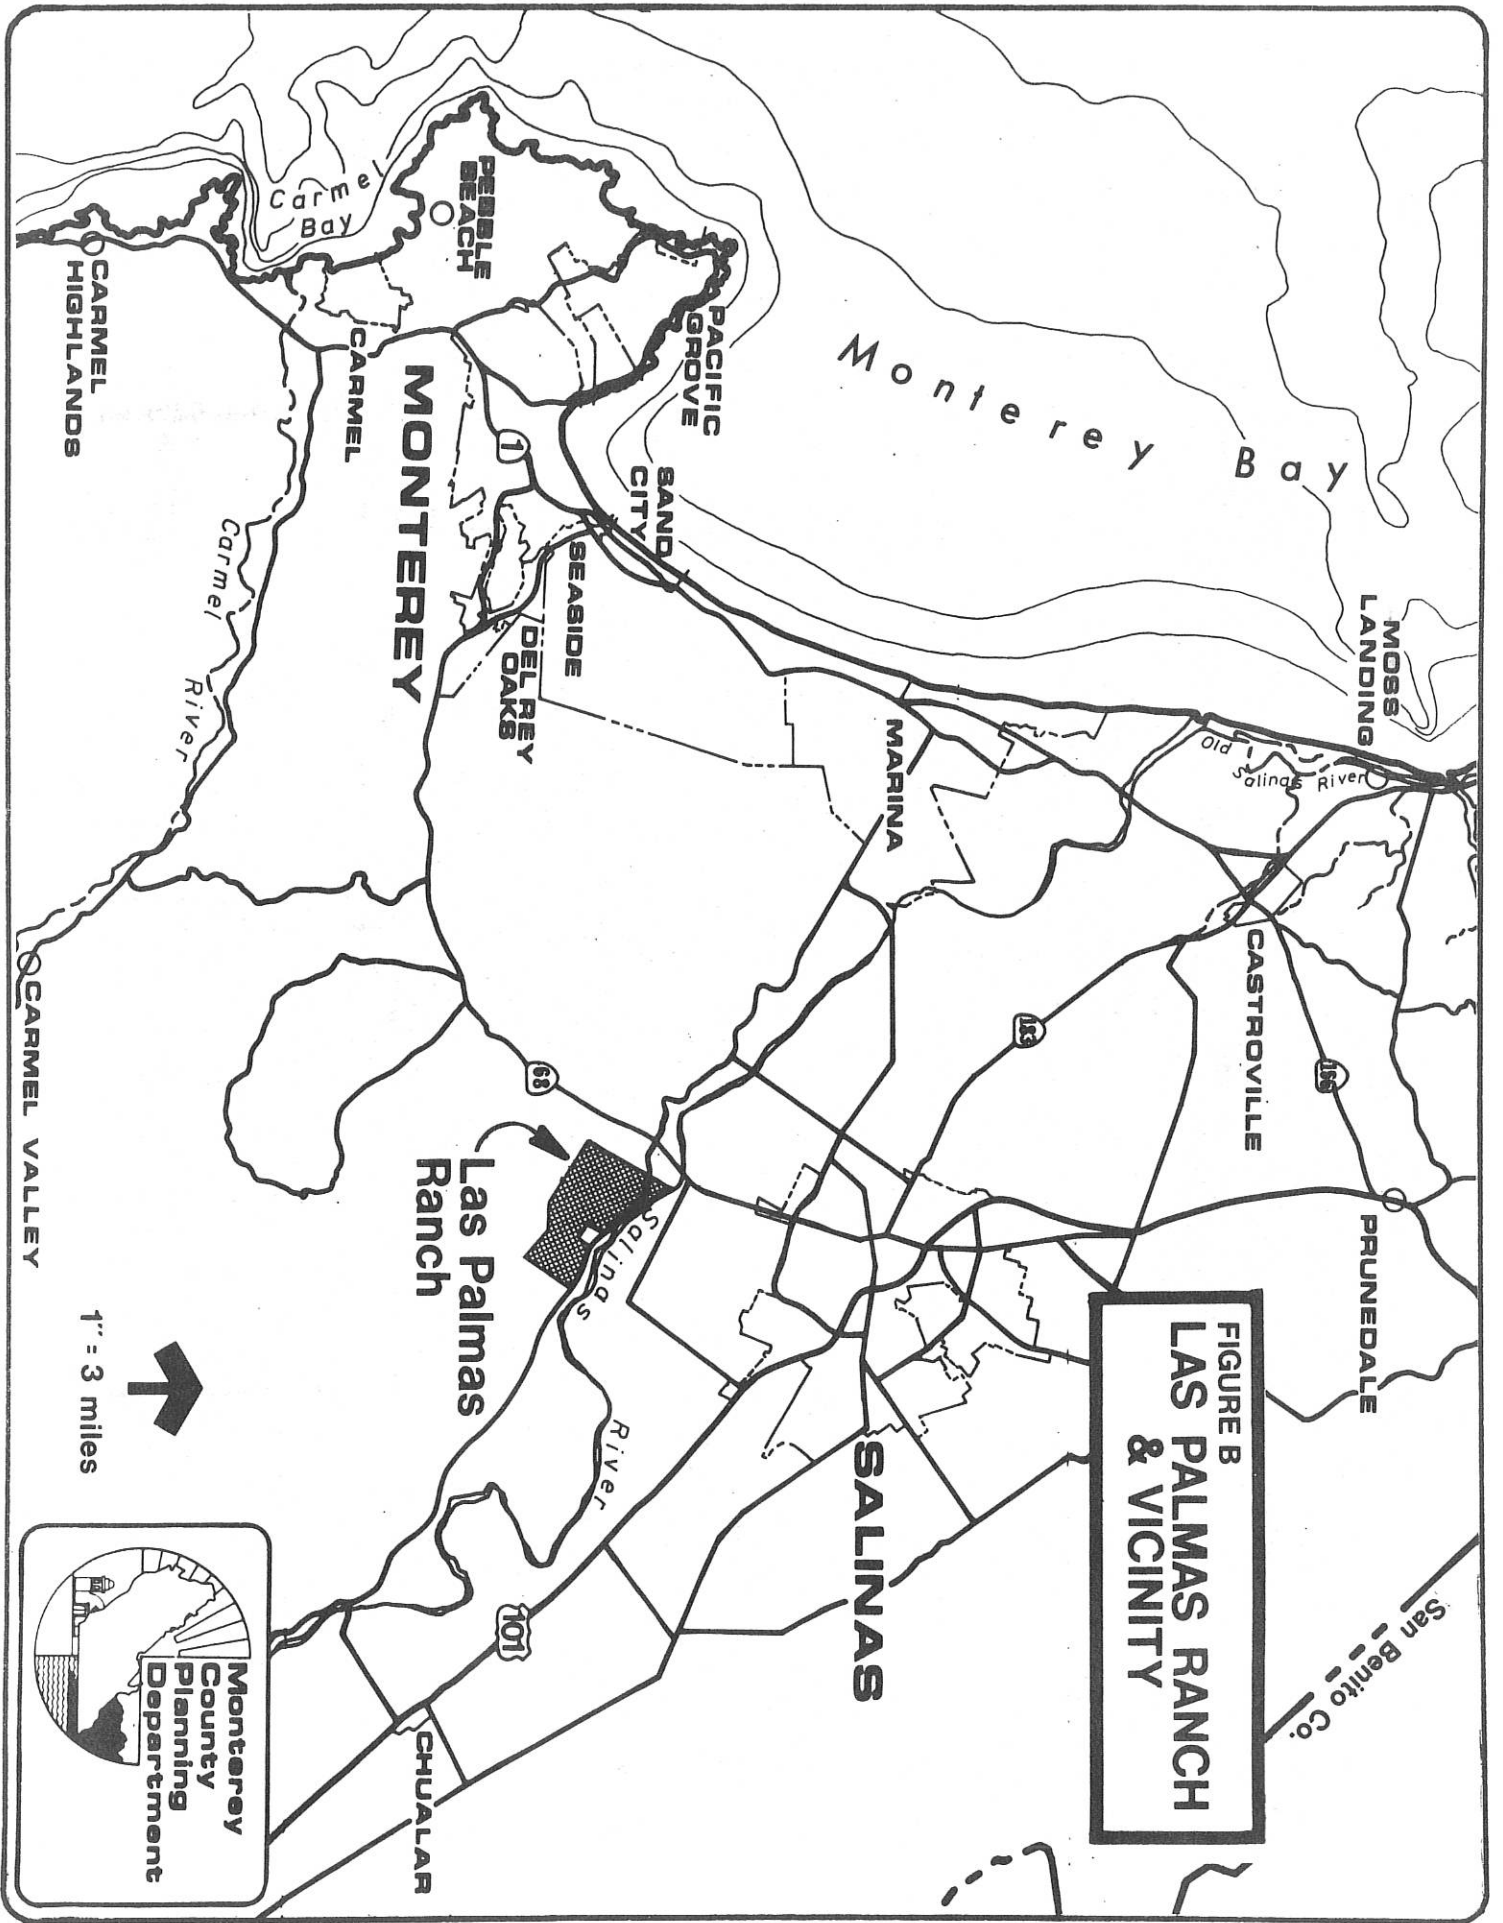 FIGURE B
LAS PALMAS RANCH
& VICINITY
San Benito Co.
Monterey Bay
MOSS
LANDING
Old
Salinas River
PRUNEDALE
CASTROVILLE
156
183
MARINA
SALINAS
PACIFIC
GROVE
SAND
CITY
SEASIDE
DEL REY
OAKS
1
PEBBLE
BEACH
MONTEREY
Carmel
Bay
CARMEL
CARMEL
HIGHLANDS
Carmel River
68
Las Palmas
Ranch
Salinas River
101
CHUALAR
CARMEL VALLEY
1" = 3 miles
Monterey
County
Planning
Department